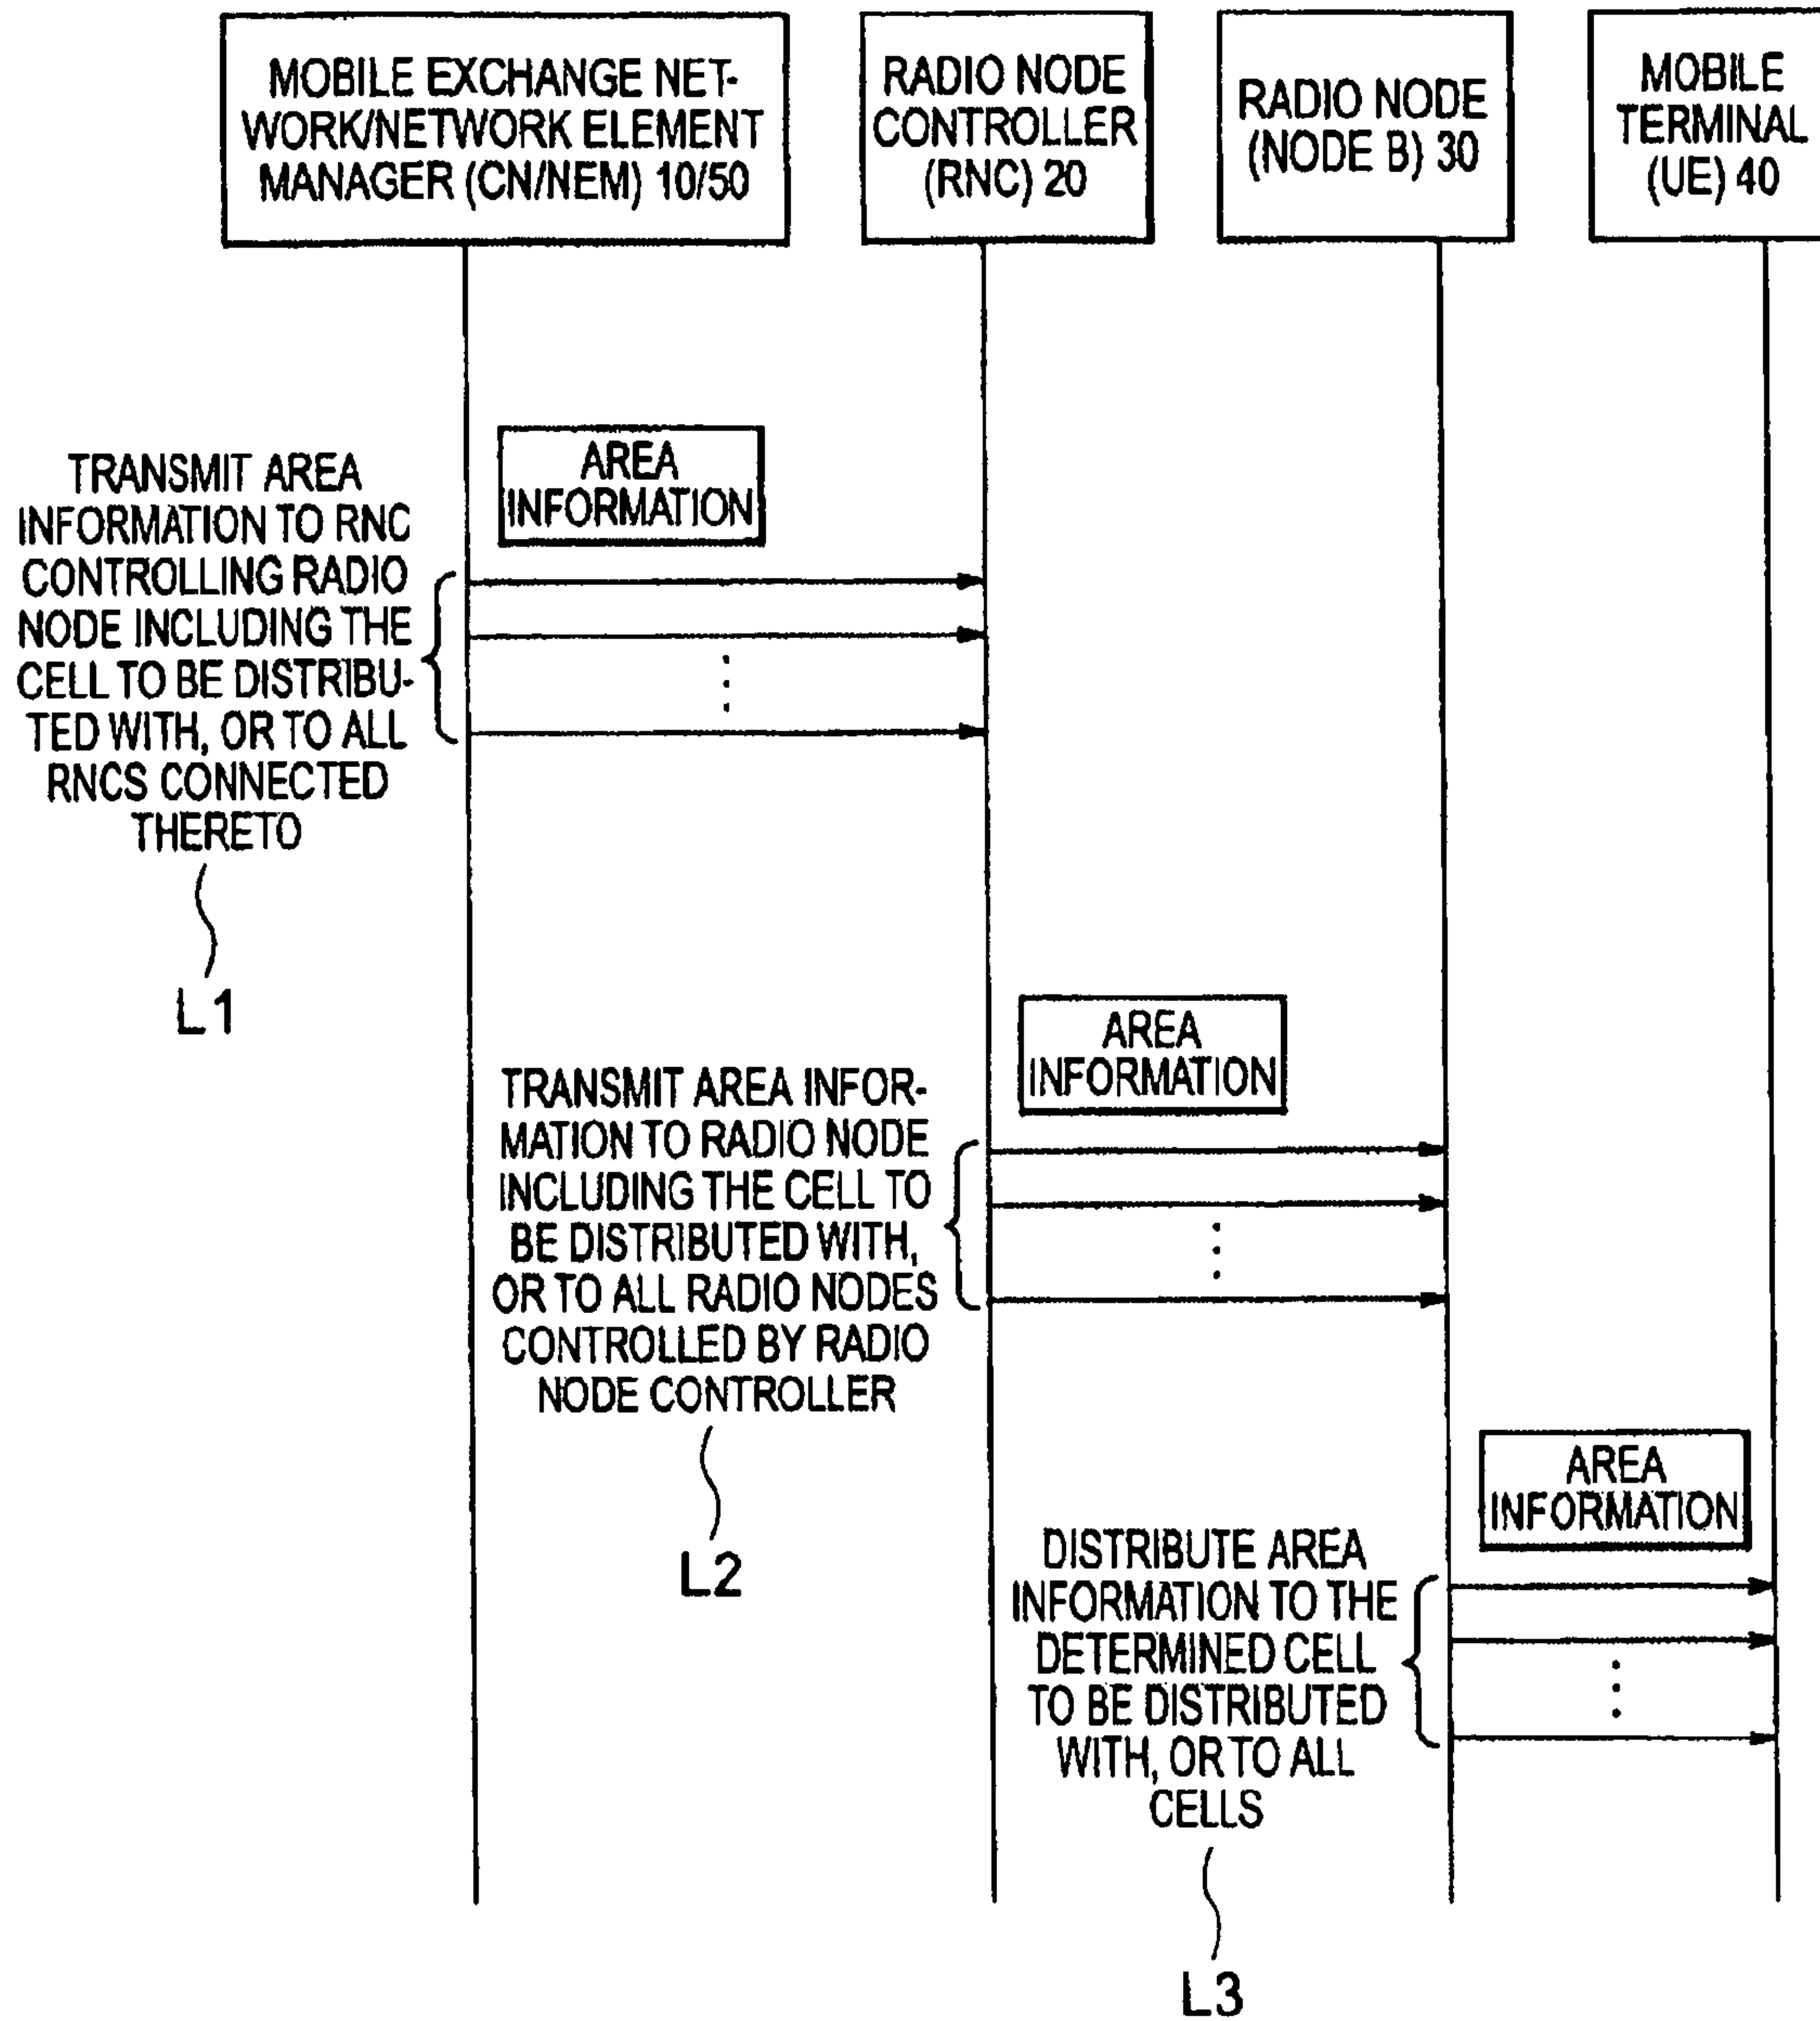 MOBILE EXCHANGE NET-
WORK/NETWORK ELEMENT
MANAGER (CN/NEM) 10/50
RADIO NODE
CONTROLLER
(RNC) 20
RADIO NODE
(NODE B) 30
MOBILE
TERMINAL
(UE) 40
AREA
INFORMATION
TRANSMIT AREA
INFORMATION TO RNC
CONTROLLING RADIO
NODE INCLUDING THE
CELL TO BE DISTRIBU-
TED WITH, OR TO ALL
RNCS CONNECTED
THERETO
L1
AREA
INFORMATION
TRANSMIT AREA INFOR-
MATION TO RADIO NODE
INCLUDING THE CELL TO
BE DISTRIBUTED WITH,
OR TO ALL RADIO NODES
CONTROLLED BY RADIO
NODE CONTROLLER
L2
AREA
INFORMATION
DISTRIBUTE AREA
INFORMATION TO THE
DETERMINED CELL
TO BE DISTRIBUTED
WITH, OR TO ALL
CELLS
L3